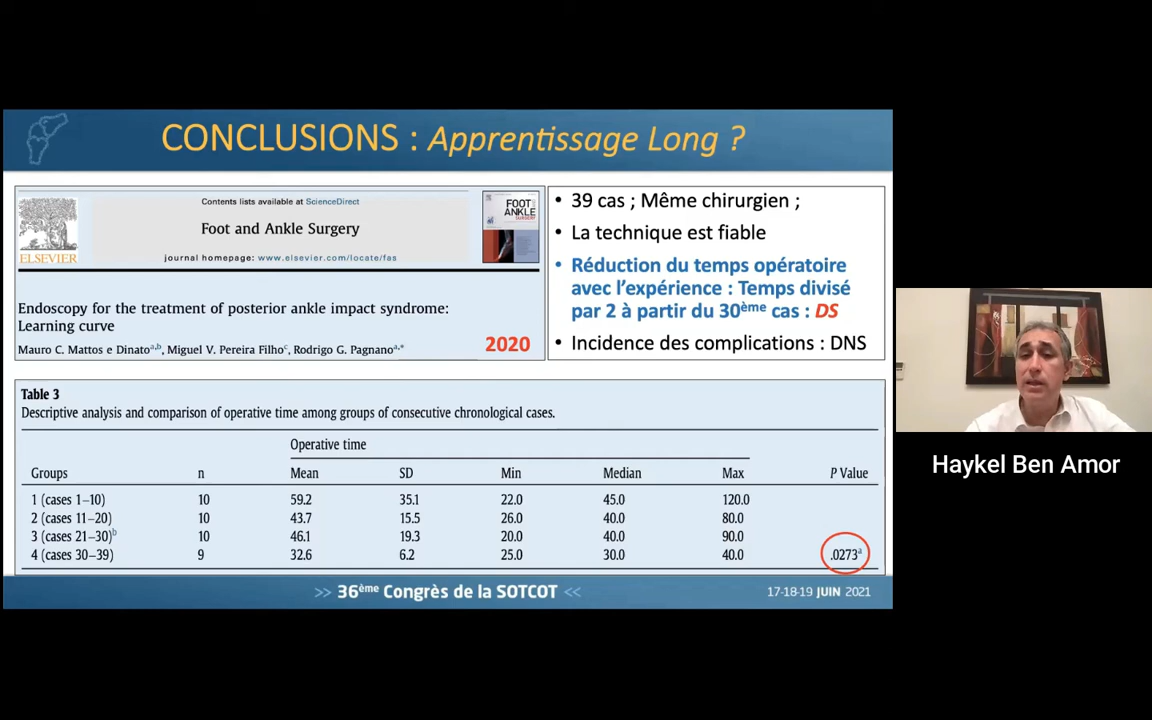 CONCLUSIONS : Apprentissage Long ?
Contents lists available at ScienceDirect
Foot and Ankle Surgery
journal homepage: www.elsevier.com/locate/fas
ELSEVIER
FOOT
ANKLE
Endoscopy for the treatment of posterior ankle impact syndrome:
Learning curve
Mauro C. Mattos e Dinatoa,b, Miguel V. Pereira Filhoc, Rodrigo G. Pagnanoa,*
2020
• 39 cas ; Même chirurgien ;
• La technique est fiable
• Réduction du temps opératoire
avec l’expérience : Temps divisé
par 2 à partir du 30ème cas : DS
• Incidence des complications : DNS
Table 3
Descriptive analysis and comparison of operative time among groups of consecutive chronological cases.
Operative time
Groups n Mean SD Min Median Max P Value
1 (cases 1–10) 10 59.2 35.1 22.0 45.0 120.0
2 (cases 11–20) 10 43.7 15.5 26.0 40.0 80.0
3 (cases 21–30)b 10 46.1 19.3 20.0 40.0 90.0
4 (cases 30–39) 9 32.6 6.2 25.0 30.0 40.0 .0273a
>> 36ème Congrès de la SOTCOT <<
17-18-19 JUIN 2021
Haykel Ben Amor